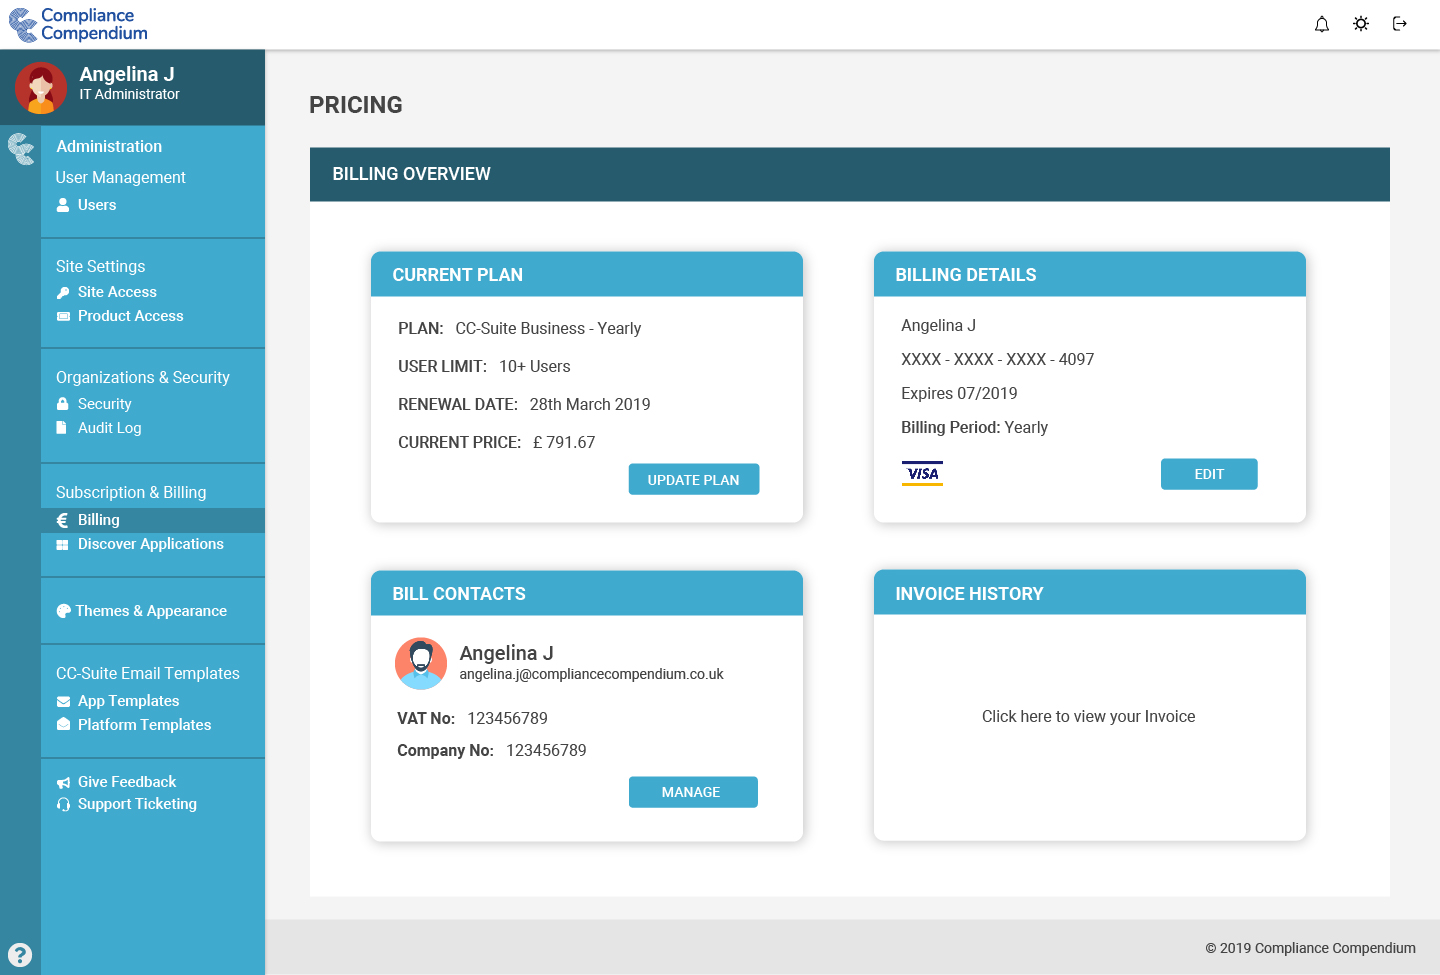 Compliance
Compendium
Angelina J
IT Administrator
Administration
User Management
Users
Site Settings
Site Access
Product Access
Organizations & Security
Security
Audit Log
Subscription & Billing
Billing
Discover Applications
Themes & Appearance
CC-Suite Email Templates
App Templates
Platform Templates
Give Feedback
Support Ticketing
?
PRICING
BILLING OVERVIEW
CURRENT PLAN
PLAN: CC-Suite Business - Yearly
USER LIMIT: 10+ Users
RENEWAL DATE: 28th March 2019
CURRENT PRICE: £ 791.67
UPDATE PLAN
BILLING DETAILS
Angelina J
XXXX - XXXX - XXXX - 4097
Expires 07/2019
Billing Period: Yearly
VISA
EDIT
BILL CONTACTS
Angelina J
angelina.j@compliancecompendium.co.uk
VAT No: 123456789
Company No: 123456789
MANAGE
INVOICE HISTORY
Click here to view your Invoice
© 2019 Compliance Compendium